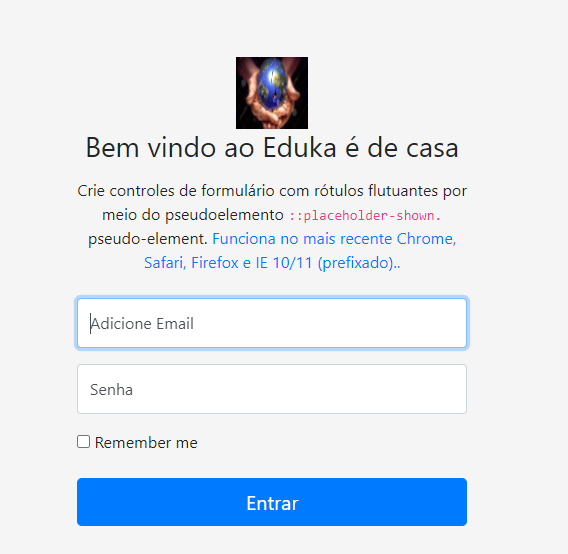 Bem vindo ao Eduka é de casa
Crie controles de formulário com rótulos flutuantes por
meio do pseudoelemento ::placeholder-shown.
pseudo-element. Funciona no mais recente Chrome,
Safari, Firefox e IE 10/11 (prefixado)..
Adicione Email
Senha
Remember me
Entrar